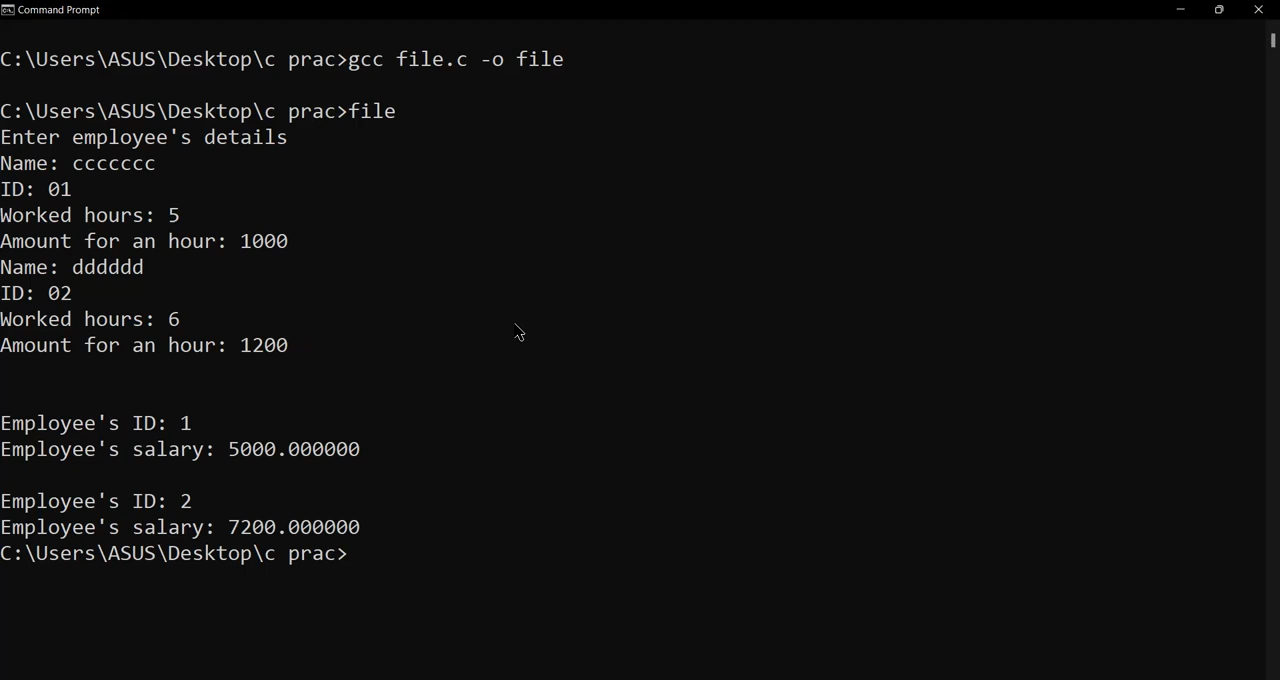 Command Prompt
C:\Users\ASUS\Desktop\c prac>gcc file.c -o file
C:\Users\ASUS\Desktop\c prac>file
Enter employee's details
Name: ccccccc
ID: 01
Worked hours: 5
Amount for an hour: 1000
Name: dddddd
ID: 02
Worked hours: 6
Amount for an hour: 1200
Employee's ID: 1
Employee's salary: 5000.000000
Employee's ID: 2
Employee's salary: 7200.000000
C:\Users\ASUS\Desktop\c prac>